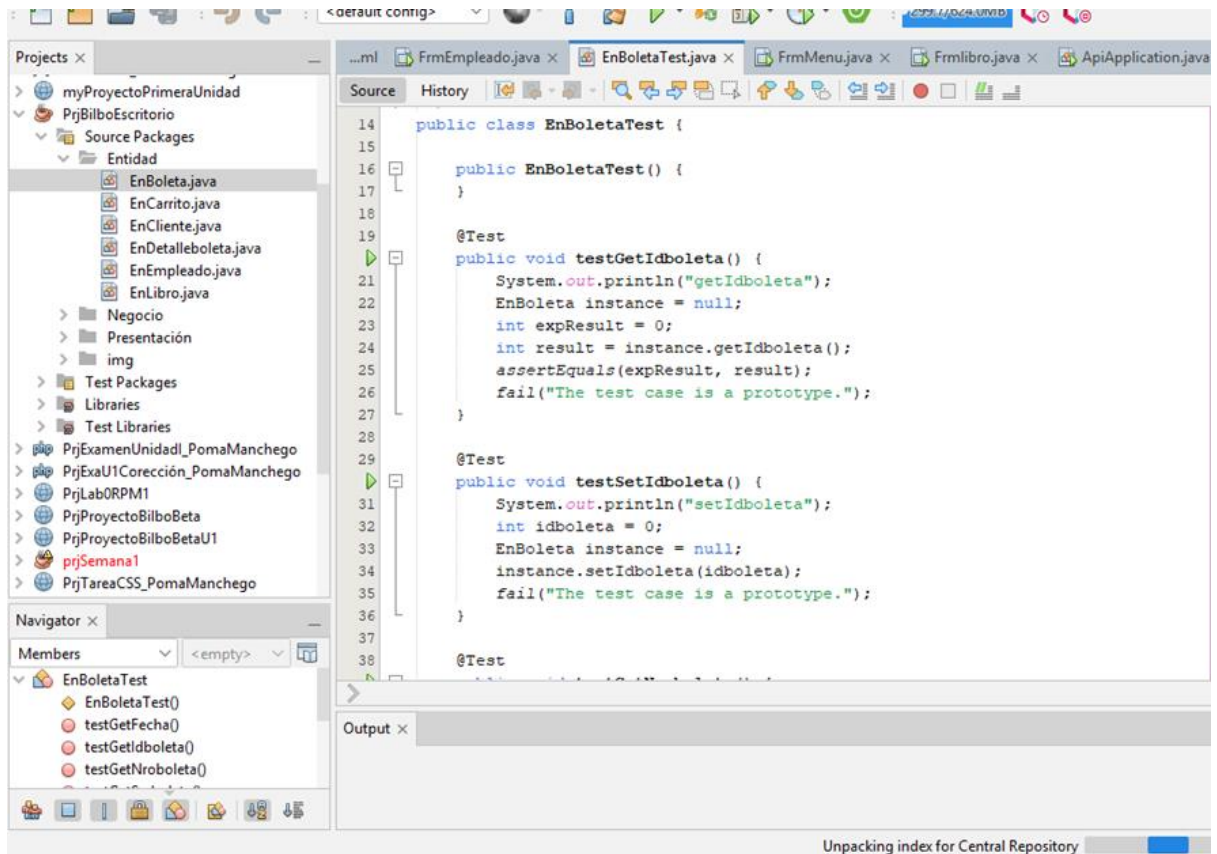 <default config>
299.7/624.0MB
Projects
myProyectoPrimeraUnidad
PrjBilboEscritorio
Source Packages
Entidad
EnBoleta.java
EnCarrito.java
EnCliente.java
EnDetalleboleta.java
EnEmpleado.java
EnLibro.java
Negocio
Presentación
img
Test Packages
Libraries
Test Libraries
PrjExamenUnidadI_PomaManchego
PrjExaU1Corección_PomaManchego
PrjLab0RPM1
PrjProyectoBilboBeta
PrjProyectoBilboBetaU1
prjSemana1
PrjTareaCSS_PomaManchego
Navigator
Members <empty>
EnBoletaTest
EnBoletaTest()
testGetFecha()
testGetIdboleta()
testGetNroboleta()
...ml FrmEmpleado.java EnBoletaTest.java FrmMenu.java Frmlibro.java ApiApplication.java
Source History
14 public class EnBoletaTest {
15
16 public EnBoletaTest() {
17 }
18
19 @Test
public void testGetIdboleta() {
21 System.out.println("getIdboleta");
22 EnBoleta instance = null;
23 int expResult = 0;
24 int result = instance.getIdboleta();
25 assertEquals(expResult, result);
26 fail("The test case is a prototype.");
27 }
28
29 @Test
public void testSetIdboleta() {
31 System.out.println("setIdboleta");
32 int idboleta = 0;
33 EnBoleta instance = null;
34 instance.setIdboleta(idboleta);
35 fail("The test case is a prototype.");
36 }
37
38 @Test
Output
Unpacking index for Central Repository